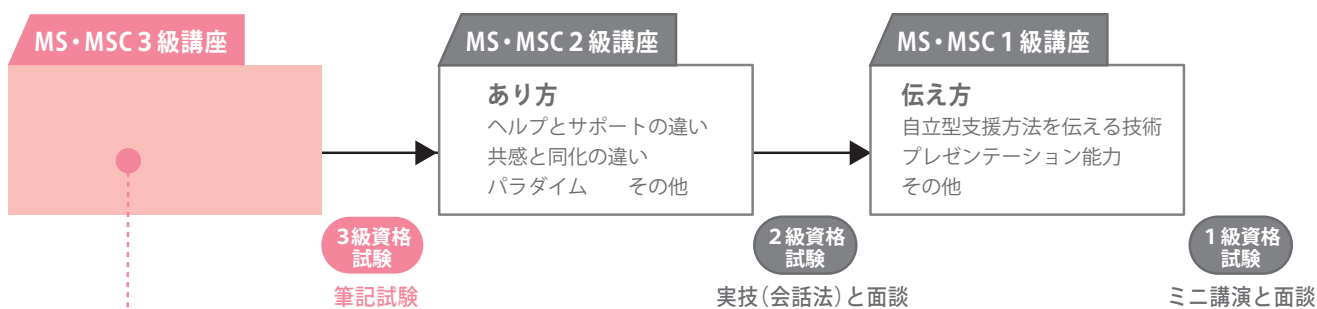 MS・MSC3級講座
MS・MSC2級講座
あり方
ヘルプとサポートの違い
共感と同化の違い
パラダイム　　その他
MS・MSC1級講座
伝え方
自立型支援方法を伝える技術
プレゼンテーション能力
その他
3級資格
試験
筆記試験
2級資格
試験
実技(会話法)と面談
1級資格
試験
ミニ講演と面談